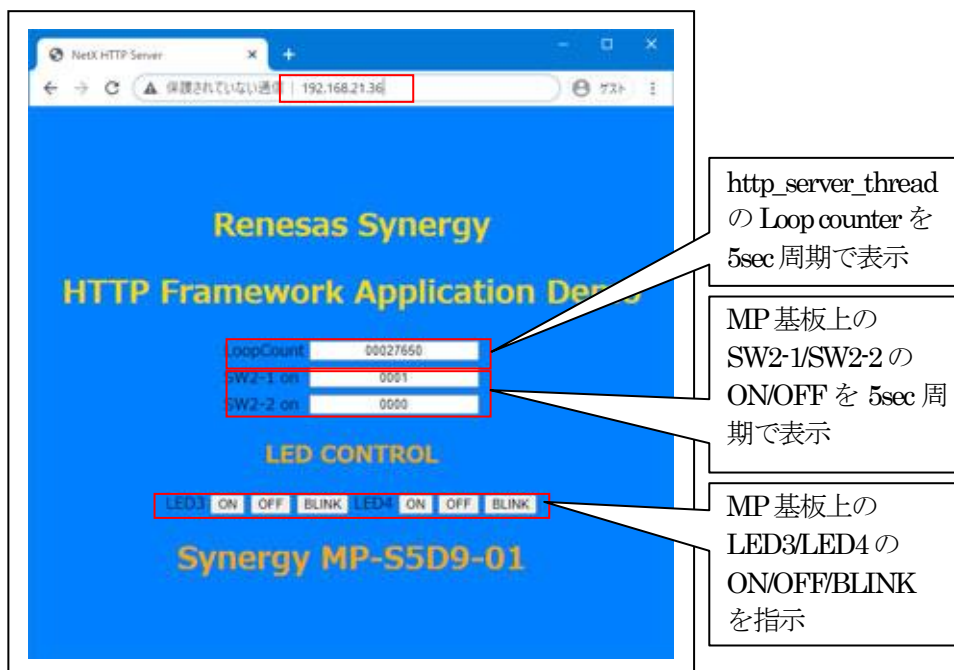 NetX HTTP Server
保護されていない通信 | 192.168.21.36
ゲスト
Renesas Synergy
HTTP Framework Application Demo
LoopCount 00027650
SW2-1 on 0001
SW2-2 on 0000
LED CONTROL
LED3 ON OFF BLINK LED4 ON OFF BLINK
Synergy MP-S5D9-01
http_server_thread
の Loop counter を
5sec 周期で表示
MP 基板上の
SW2-1/SW2-2 の
ON/OFF を 5sec 周
期で表示
MP 基板上の
LED3/LED4 の
ON/OFF/BLINK
を指示